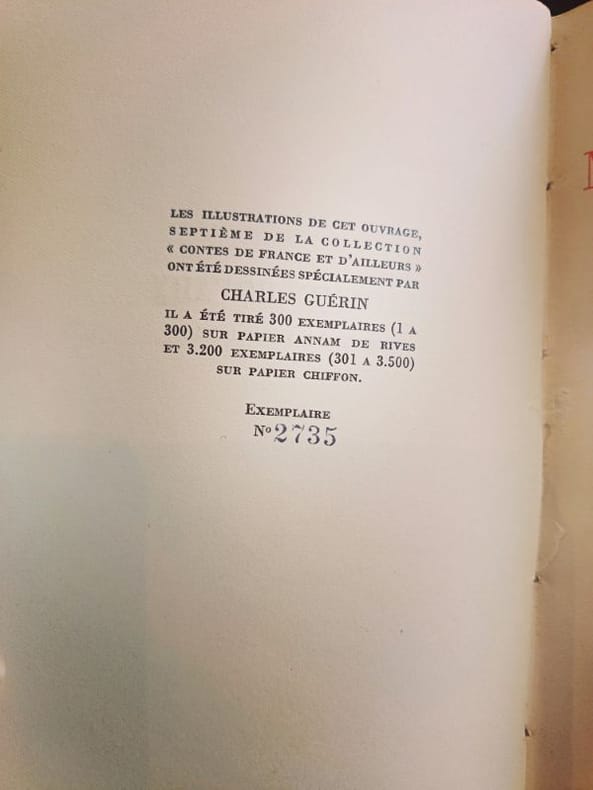 LES ILLUSTRATIONS DE CET OUVRAGE,
SEPTIÈME DE LA COLLECTION
« CONTES DE FRANCE ET D'AILLEURS »
ONT ÉTÉ DESSINÉES SPÉCIALEMENT PAR
CHARLES GUÉRIN
IL A ÉTÉ TIRÉ 300 EXEMPLAIRES (1 A
300) SUR PAPIER ANNAM DE RIVES
ET 3.200 EXEMPLAIRES (301 A 3.500)
SUR PAPIER CHIFFON.
EXEMPLAIRE
Nº 2735